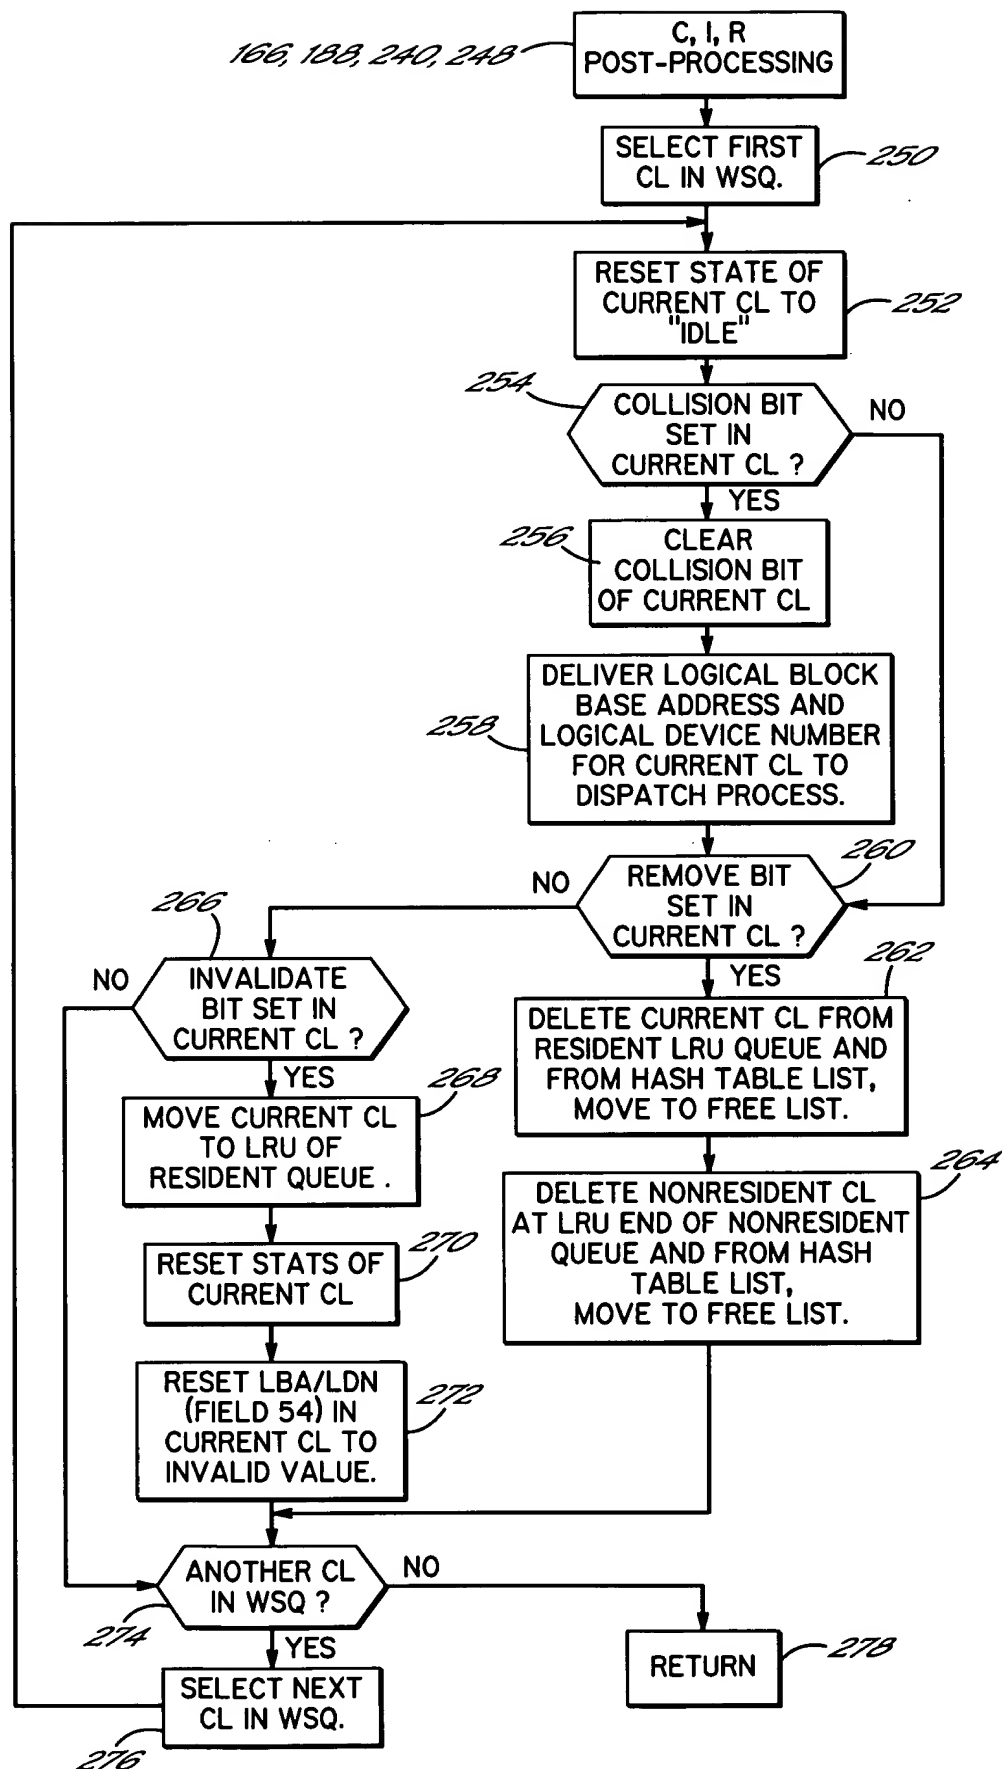 C, I, R
POST-PROCESSING
166, 188, 240, 248
SELECT FIRST
CL IN WSQ.
250
RESET STATE OF
CURRENT CL TO
"IDLE"
252
254
COLLISION BIT
SET IN
CURRENT CL ?
NO
YES
256
CLEAR
COLLISION BIT
OF CURRENT CL
258
DELIVER LOGICAL BLOCK
BASE ADDRESS AND
LOGICAL DEVICE NUMBER
FOR CURRENT CL TO
DISPATCH PROCESS.
260
REMOVE BIT
SET IN
CURRENT CL ?
NO
YES
266
INVALIDATE
BIT SET IN
CURRENT CL ?
NO
YES
262
DELETE CURRENT CL FROM
RESIDENT LRU QUEUE AND
FROM HASH TABLE LIST,
MOVE TO FREE LIST.
268
MOVE CURRENT CL
TO LRU OF
RESIDENT QUEUE .
264
DELETE NONRESIDENT CL
AT LRU END OF NONRESIDENT
QUEUE AND FROM HASH
TABLE LIST,
MOVE TO FREE LIST.
270
RESET STATS OF
CURRENT CL
272
RESET LBA/LDN
(FIELD 54) IN
CURRENT CL TO
INVALID VALUE.
ANOTHER CL
IN WSQ ?
NO
274
YES
RETURN
278
SELECT NEXT
CL IN WSQ.
276